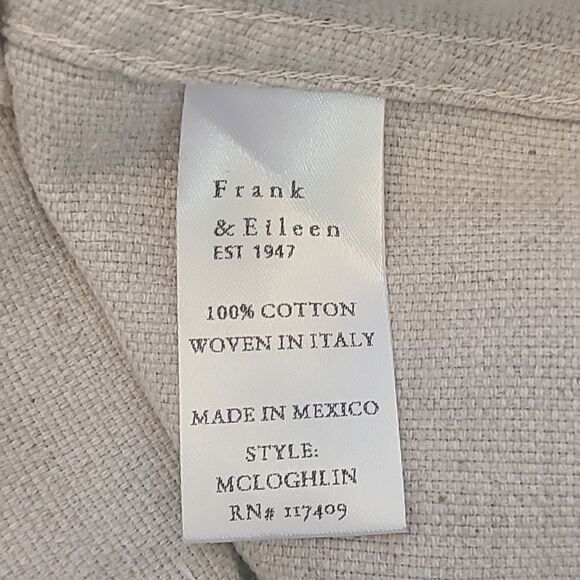 Frank
& Eileen
EST 1947
100% COTTON
WOVEN IN ITALY
MADE IN MEXICO
STYLE:
MCLOGHLIN
RN# 117409